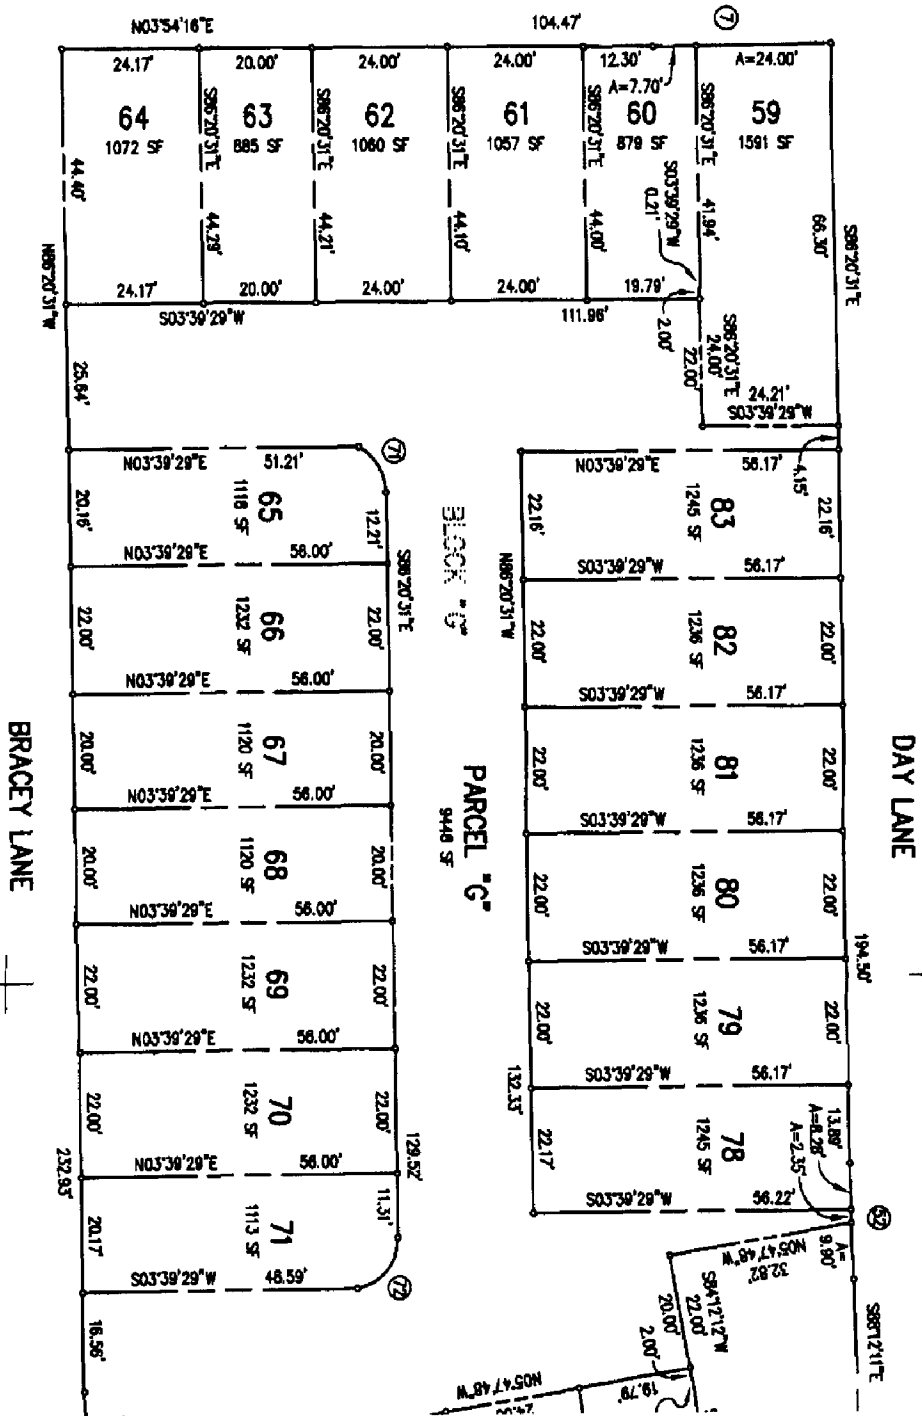 N03°54'16"E
104.47'
7
24.17'
20.00'
24.00'
24.00'
12.30'
A=7.70'
A=24.00'
64
1072 SF
63
885 SF
62
1060 SF
61
1057 SF
60
879 SF
59
1591 SF
S86°20'31"E
S86°20'31"E
S86°20'31"E
S86°20'31"E
S86°20'31"E
44.40'
44.29'
44.21'
44.10'
44.00'
S03°39'29"W
0.21'
41.94'
66.30'
S86°20'31"E
N86°20'31"W
24.17'
20.00'
24.00'
24.00'
19.79'
S03°39'29"W
111.96'
2.00'
S86°20'31"E
24.00'
22.00'
24.21'
S03°39'29"W
25.64'
4.15'
N03°39'29"E
51.21'
71
N03°39'29"E
56.17'
20.16'
65
1118 SF
12.21'
22.16'
83
1245 SF
22.16'
N03°39'29"E
56.00'
S86°20'31"E
BLOCK "G"
N86°20'31"W
S03°39'29"W
56.17'
22.00'
66
1232 SF
22.00'
22.00'
82
1236 SF
22.00'
N03°39'29"E
56.00'
S03°39'29"W
56.17'
BRACEY LANE
20.00'
67
1120 SF
20.00'
PARCEL "G"
9448 SF
22.00'
81
1236 SF
22.00'
DAY LANE
N03°39'29"E
56.00'
S03°39'29"W
56.17'
20.00'
68
1120 SF
20.00'
22.00'
80
1236 SF
22.00'
N03°39'29"E
56.00'
S03°39'29"W
56.17'
194.50'
22.00'
69
1232 SF
22.00'
22.00'
79
1236 SF
22.00'
N03°39'29"E
56.00'
S03°39'29"W
56.17'
132.33'
22.00'
70
1232 SF
22.00'
22.17'
78
1245 SF
13.89'
A=8.28'
A=2.35'
N03°39'29"E
56.00'
129.52'
232.93'
S03°39'29"W
56.22'
52
20.17'
71
1113 SF
11.31'
A=
9.90'
N05°47'48"W
32.82'
S03°39'29"W
46.59'
72
S84°12'12"W
22.00'
20.00'
2.00'
16.56'
N05°47'48"W
19.79'